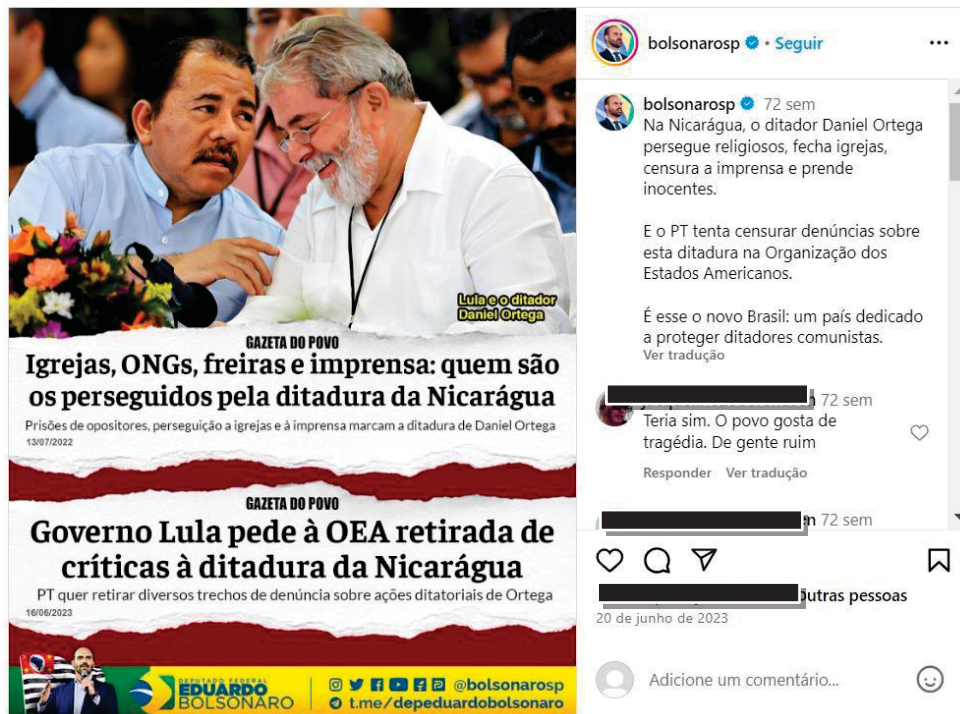 Lula e o ditador
Daniel Ortega
GAZETA DO POVO
Igrejas, ONGs, freiras e imprensa: quem são
os perseguidos pela ditadura da Nicarágua
Prisões de opositores, perseguição a igrejas e à imprensa marcam a ditadura de Daniel Ortega
13/07/2022
GAZETA DO POVO
Governo Lula pede à OEA retirada de
críticas à ditadura da Nicarágua
PT quer retirar diversos trechos de denúncia sobre ações ditatoriais de Ortega
16/06/2023
DEPUTADO FEDERAL
EDUARDO
BOLSONARO
@bolsonarosp
t.me/depeduardobolsonaro
bolsonarosp • Seguir
bolsonarosp 72 sem
Na Nicarágua, o ditador Daniel Ortega
persegue religiosos, fecha igrejas,
censura a imprensa e prende
inocentes.
E o PT tenta censurar denúncias sobre
esta ditadura na Organização dos
Estados Americanos.
É esse o novo Brasil: um país dedicado
a proteger ditadores comunistas.
Ver tradução
72 sem
Teria sim. O povo gosta de
tragédia. De gente ruim
Responder Ver tradução
72 sem
outras pessoas
20 de junho de 2023
Adicione um comentário...